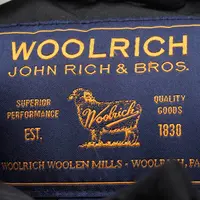 WOOLRICH
JOHN RICH & BROS.
SUPERIOR PERFORMANCE
Woolrich
QUALITY GOODS
EST.
1830
WOOLRICH WOOLEN MILLS · WOOLRICH, PA